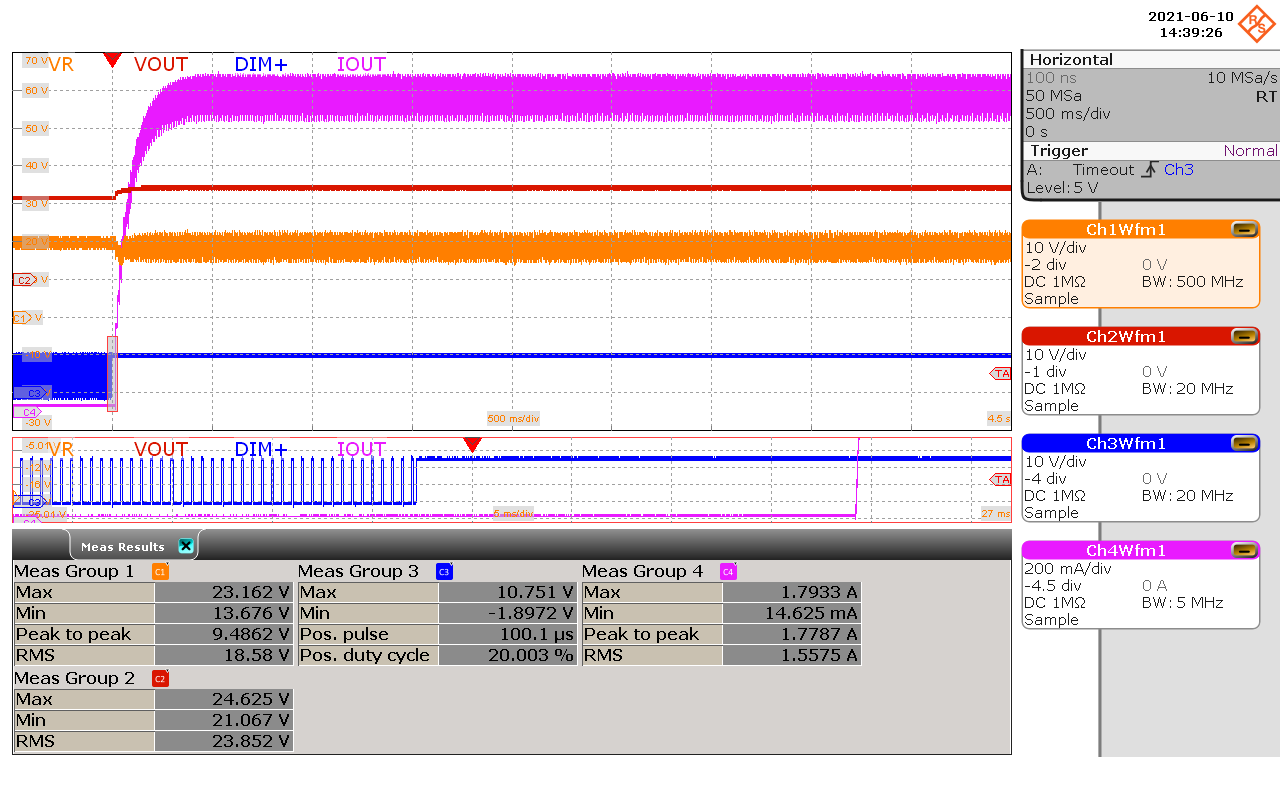 2021-06-10
14:39:26
R S
70 V VR VOUT DIM+ IOUT
60 V
50 V
40 V
30 V
20 V
C2 V
C1 V
-10 V
C3
C4
-30 V
TA
500 ms/div
4.5 s
-5.01 VR VOUT DIM+ IOUT
-12 V
C3
TA
5 ms/div
27 ms
Horizontal
100 ns 10 MSa/s
50 MSa RT
500 ms/div
0 s
Trigger Normal
A: Timeout Ch3
Level: 5 V
Ch1Wfm1
10 V/div
-2 div 0 V
DC 1MΩ BW: 500 MHz
Sample
Ch2Wfm1
10 V/div
-1 div 0 V
DC 1MΩ BW: 20 MHz
Sample
Ch3Wfm1
10 V/div
-4 div 0 V
DC 1MΩ BW: 20 MHz
Sample
Ch4Wfm1
200 mA/div
-4.5 div 0 A
DC 1MΩ BW: 5 MHz
Sample
Meas Results
Meas Group 1 C1
Max 23.162 V
Min 13.676 V
Peak to peak 9.4862 V
RMS 18.58 V
Meas Group 2 C2
Max 24.625 V
Min 21.067 V
RMS 23.852 V
Meas Group 3 C3
Max 10.751 V
Min -1.8972 V
Pos. pulse 100.1 µs
Pos. duty cycle 20.003 %
Meas Group 4 C4
Max 1.7933 A
Min 14.625 mA
Peak to peak 1.7787 A
RMS 1.5575 A